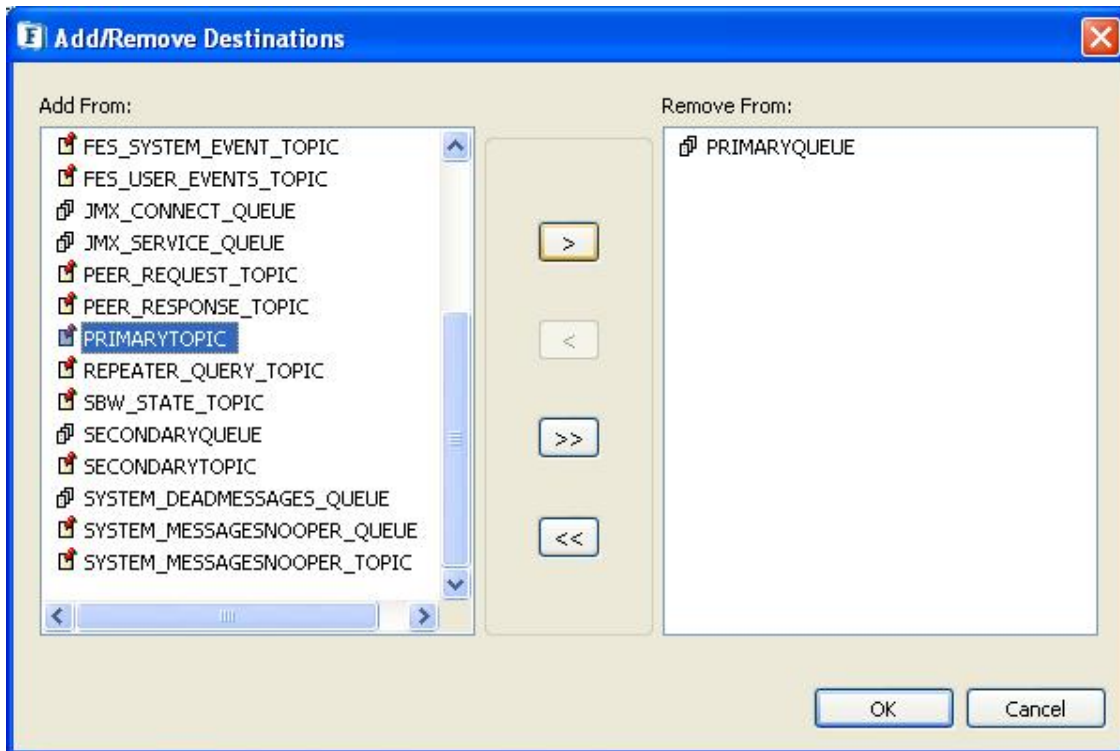 Add/Remove Destinations
Add From:
FES_SYSTEM_EVENT_TOPIC
FES_USER_EVENTS_TOPIC
JMX_CONNECT_QUEUE
JMX_SERVICE_QUEUE
PEER_REQUEST_TOPIC
PEER_RESPONSE_TOPIC
PRIMARYTOPIC
REPEATER_QUERY_TOPIC
SBW_STATE_TOPIC
SECONDARYQUEUE
SECONDARYTOPIC
SYSTEM_DEADMESSAGES_QUEUE
SYSTEM_MESSAGESNOOPER_QUEUE
SYSTEM_MESSAGESNOOPER_TOPIC
>
<
>>
<<
Remove From:
PRIMARYQUEUE
OK
Cancel